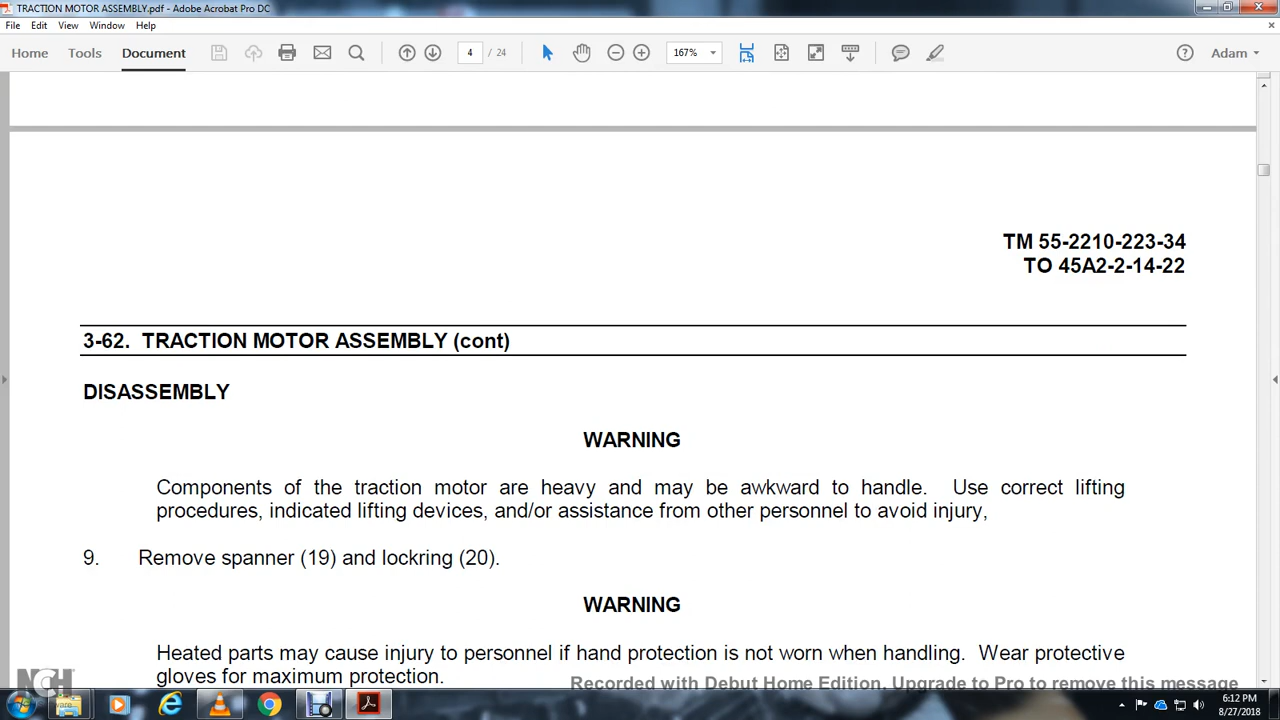 TRACTION MOTOR ASSEMBLY.pdf - Adobe Acrobat Pro DC
File Edit View Window Help
Home Tools Document 4 / 24 167% Adam
TM 55-2210-223-34
TO 45A2-2-14-22
3-62. TRACTION MOTOR ASSEMBLY (cont)
DISASSEMBLY
WARNING
Components of the traction motor are heavy and may be awkward to handle. Use correct lifting
procedures, indicated lifting devices, and/or assistance from other personnel to avoid injury,
9. Remove spanner (19) and lockring (20).
WARNING
Heated parts may cause injury to personnel if hand protection is not worn when handling. Wear protective
gloves for maximum protection.
Recorded with Debut Home Edition. Upgrade to Pro to remove this message
NCH
6:12 PM
8/27/2018